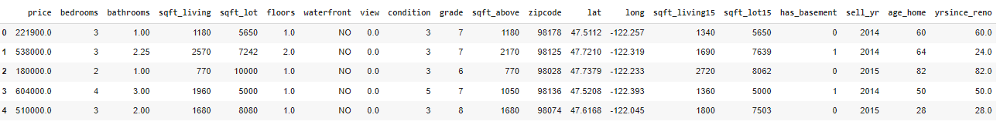 price bedrooms bathrooms sqft_living sqft_lot floors waterfront view condition grade sqft_above zipcode lat long sqft_living15 sqft_lot15 has_basement sell_yr age_home yrsince_reno
0 221900.0 3 1.00 1180 5650 1.0 NO 0.0 3 7 1180 98178 47.5112 -122.257 1340 5650 0 2014 60 60.0
1 538000.0 3 2.25 2570 7242 2.0 NO 0.0 3 7 2170 98125 47.7210 -122.319 1690 7639 1 2014 64 24.0
2 180000.0 2 1.00 770 10000 1.0 NO 0.0 3 6 770 98028 47.7379 -122.233 2720 8062 0 2015 82 82.0
3 604000.0 4 3.00 1960 5000 1.0 NO 0.0 5 7 1050 98136 47.5208 -122.393 1360 5000 1 2014 50 50.0
4 510000.0 3 2.00 1680 8080 1.0 NO 0.0 3 8 1680 98074 47.6168 -122.045 1800 7503 0 2015 28 28.0